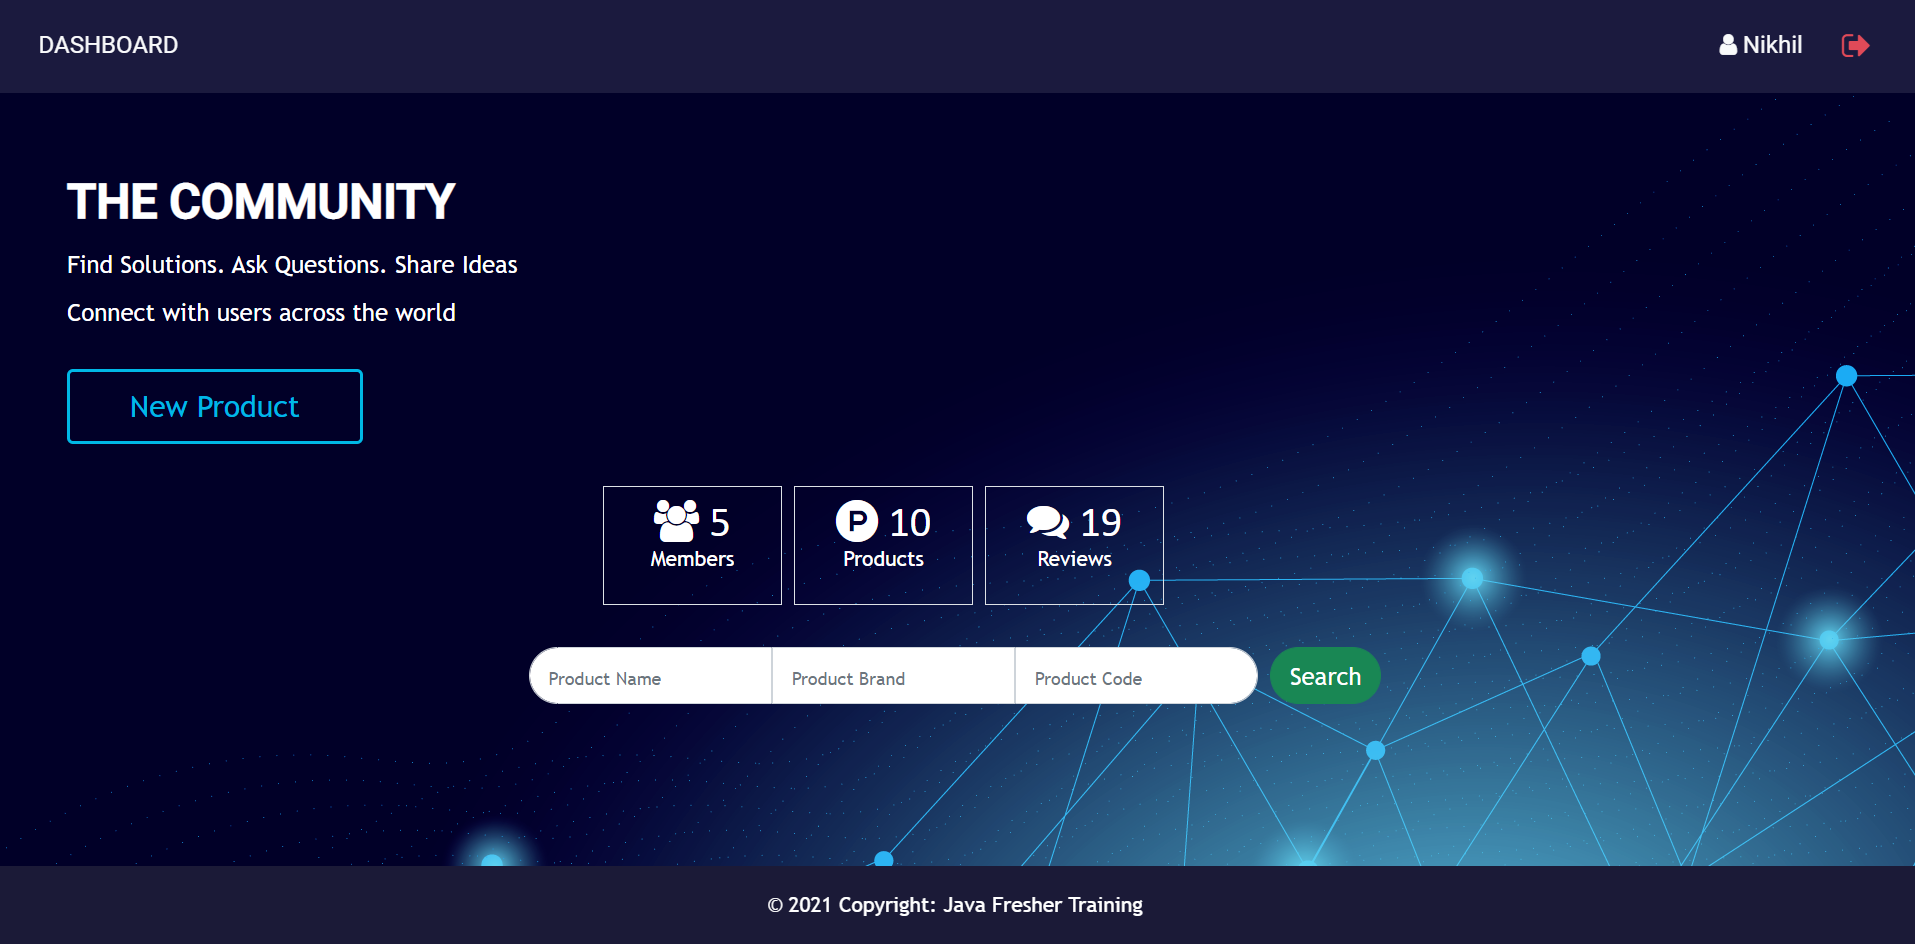 DASHBOARD
Nikhil
THE COMMUNITY
Find Solutions. Ask Questions. Share Ideas
Connect with users across the world
New Product
5
Members
P 10
Products
19
Reviews
Product Name
Product Brand
Product Code
Search
© 2021 Copyright: Java Fresher Training